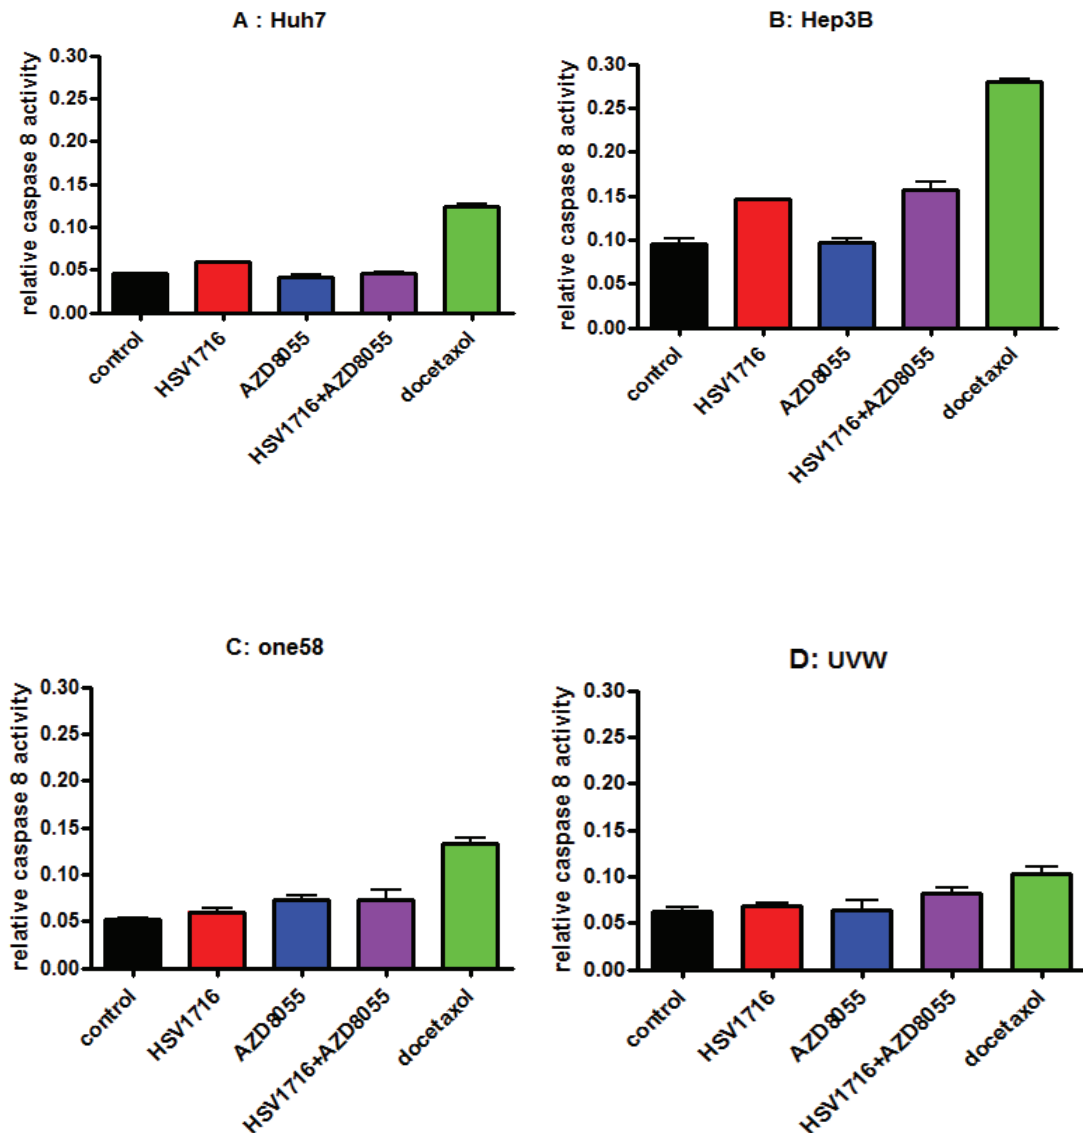 A : Huh7
relative caspase 8 activity
0.30
0.25
0.20
0.15
0.10
0.05
0.00
control
HSV1716
AZD8055
HSV1716+AZD8055
docetaxol
B: Hep3B
relative caspase 8 activity
0.30
0.25
0.20
0.15
0.10
0.05
0.00
control
HSV1716
AZD8055
HSV1716+AZD8055
docetaxol
C: one58
relative caspase 8 activity
0.30
0.25
0.20
0.15
0.10
0.05
0.00
control
HSV1716
AZD8055
HSV1716+AZD8055
docetaxol
D: UVW
relative caspase 8 activity
0.30
0.25
0.20
0.15
0.10
0.05
0.00
control
HSV1716
AZD8055
HSV1716+AZD8055
docetaxol